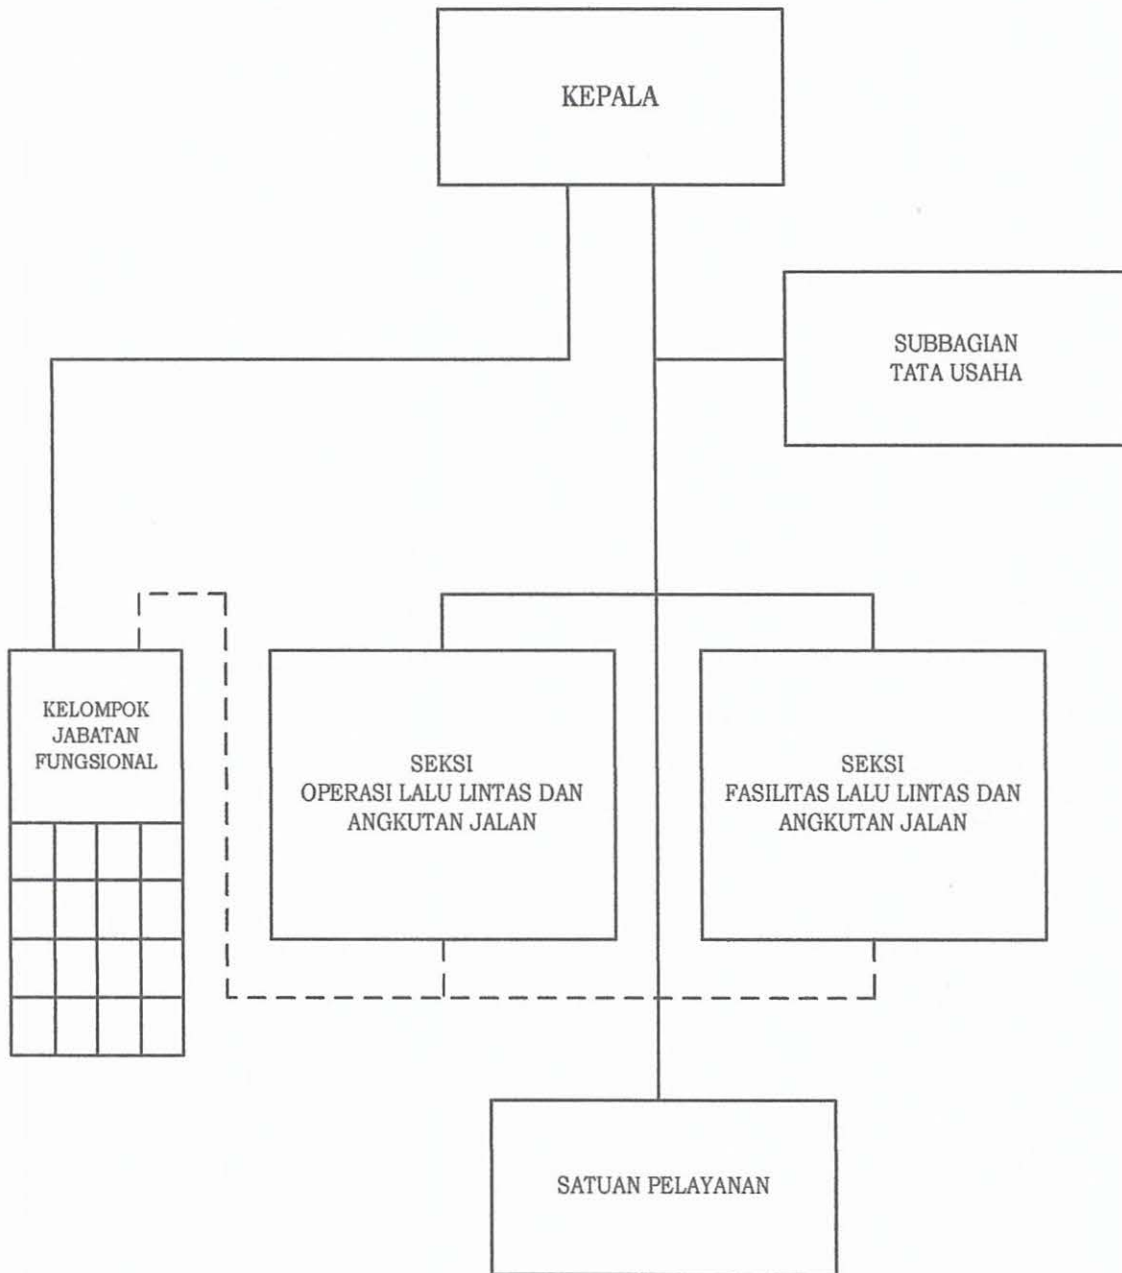 KEPALA
SUBBAGIAN
TATA USAHA
KELOMPOK
JABATAN
FUNGSIONAL
SEKSI
OPERASI LALU LINTAS DAN
ANGKUTAN JALAN
SEKSI
FASILITAS LALU LINTAS DAN
ANGKUTAN JALAN
SATUAN PELAYANAN